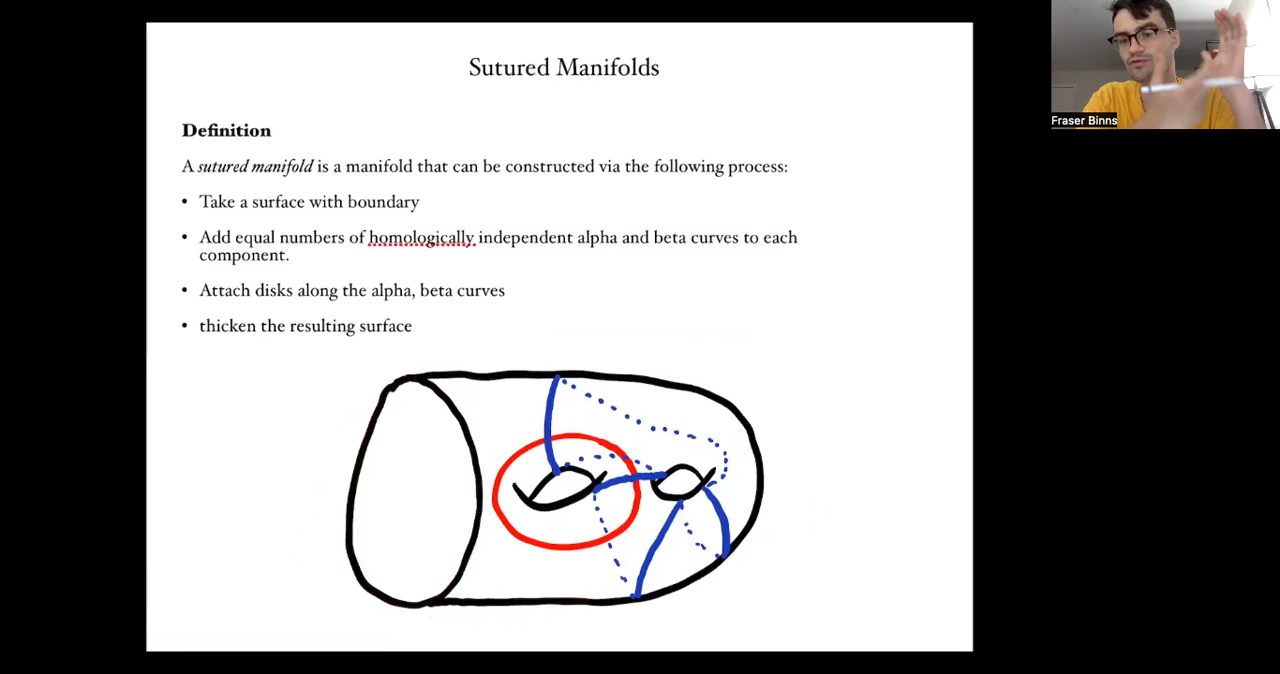 Sutured Manifolds
Definition
A sutured manifold is a manifold that can be constructed via the following process:
• Take a surface with boundary
• Add equal numbers of homologically independent alpha and beta curves to each
component.
• Attach disks along the alpha, beta curves
• thicken the resulting surface
Fraser Binns